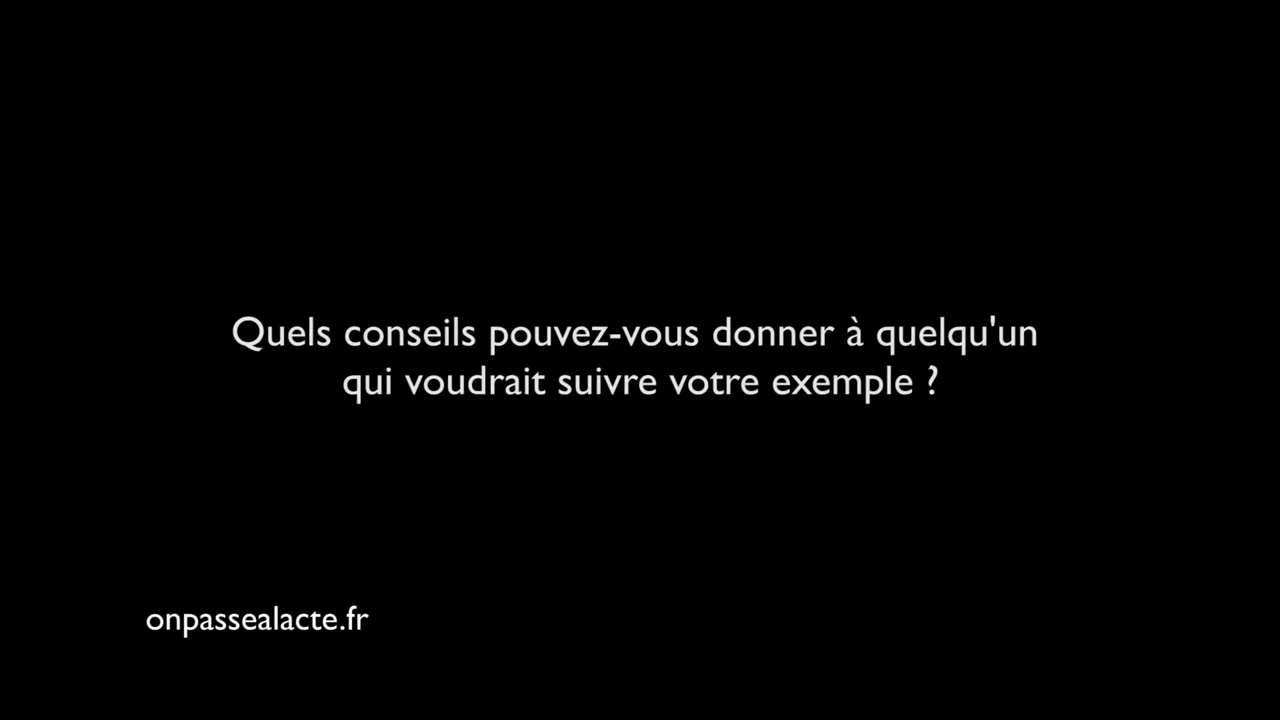 Quels conseils pouvez-vous donner à quelqu'un
qui voudrait suivre votre exemple ?
onpassealacte.fr